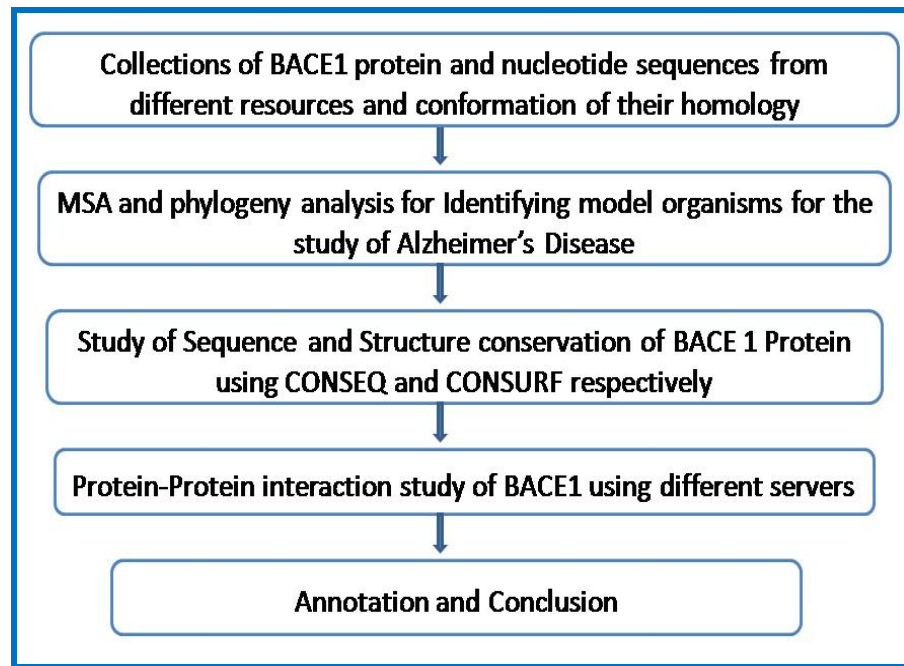 Collections of BACE1 protein and nucleotide sequences from
different resources and conformation of their homology
MSA and phylogeny analysis for Identifying model organisms for the
study of Alzheimer’s Disease
Study of Sequence and Structure conservation of BACE 1 Protein
using CONSEQ and CONSURF respectively
Protein-Protein interaction study of BACE1 using different servers
Annotation and Conclusion